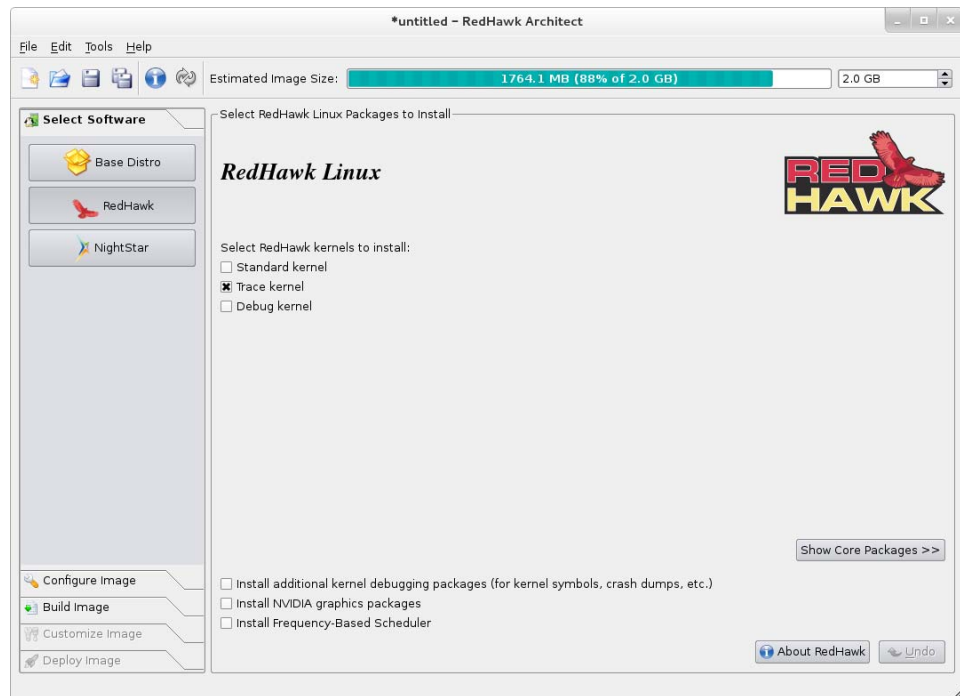 *untitled – RedHawk Architect
File Edit Tools Help
Estimated Image Size: 1764.1 MB (88% of 2.0 GB) 2.0 GB
Select Software
Base Distro
RedHawk
NightStar
Configure Image
Build Image
Customize Image
Deploy Image
Select RedHawk Linux Packages to Install
RedHawk Linux
RED
HAWK
Select RedHawk kernels to install:
Standard kernel
Trace kernel
Debug kernel
Show Core Packages >>
Install additional kernel debugging packages (for kernel symbols, crash dumps, etc.)
Install NVIDIA graphics packages
Install Frequency-Based Scheduler
About RedHawk Undo